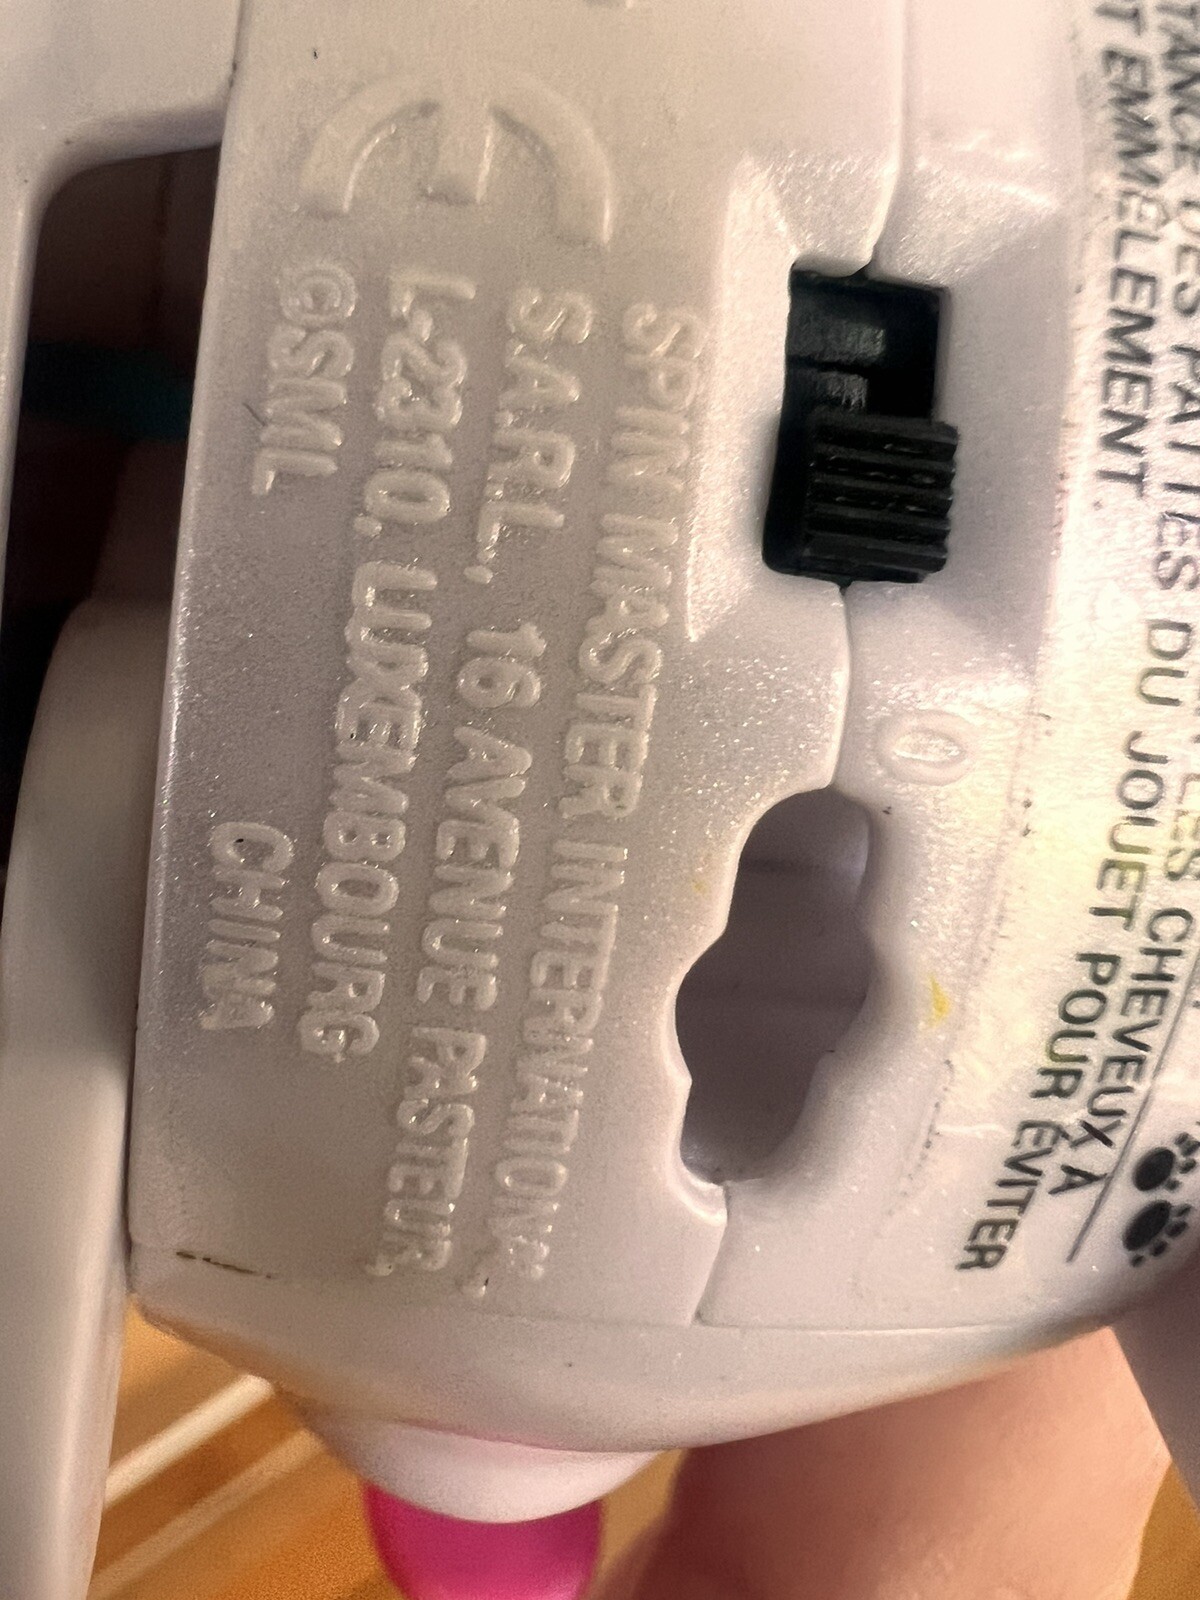 LES CHEVEUX À
DES PATTES DU JOUET POUR ÉVITER
EMMÊLEMENT.
0
CE
SPIN MASTER INTERNATIONAL
S.A.R.L., 16 AVENUE PASTEUR,
L-2310, LUXEMBOURG
©SML CHINA